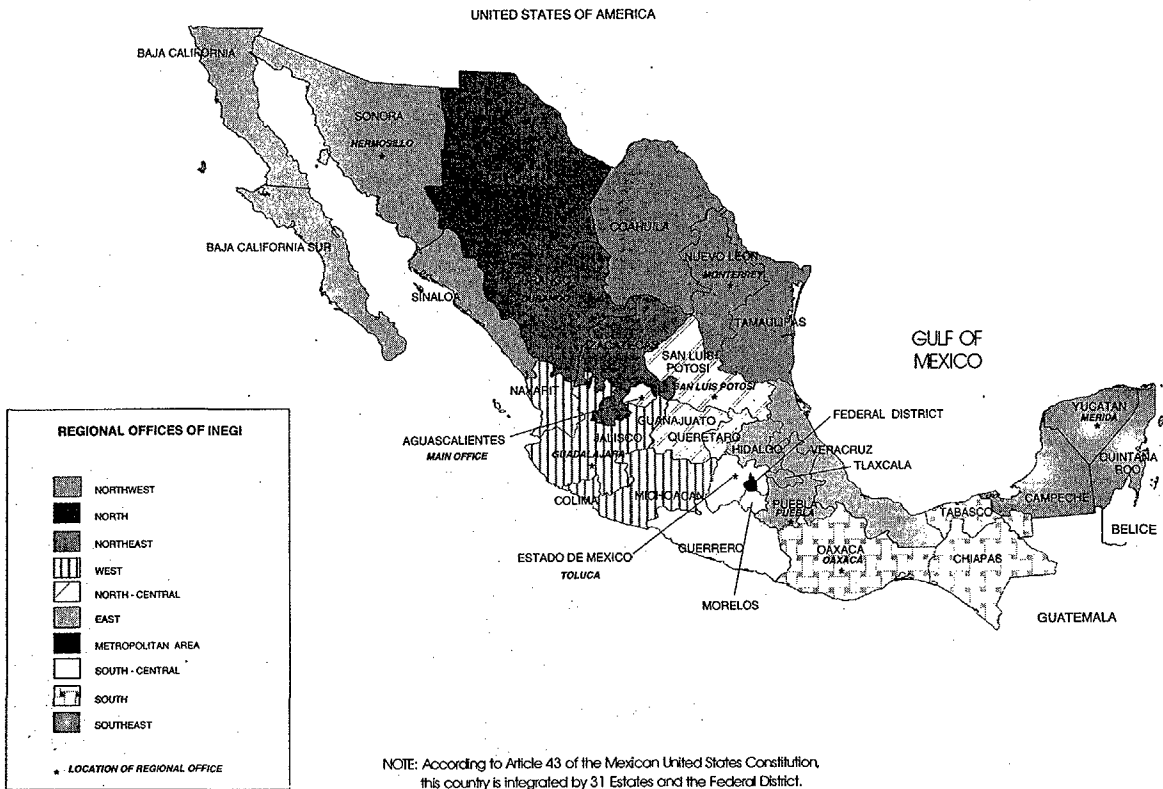 UNITED STATES OF AMERICA
BAJA CALIFORNIA
SONORA
HERMOSILLO
COAHUILA
BAJA CALIFORNIA SUR
NUEVO LEON
MONTERREY
SINALOA
DURANGO
TAMAULIPAS
ZACATECAS
SAN LUIS
POTOSI
SAN LUIS POTOSI
GULF OF
MEXICO
NAYARIT
YUCATAN
MERIDA
FEDERAL DISTRICT
GUANAJUATO
AGUASCALIENTES
MAIN OFFICE
JALISCO
GUADALAJARA
QUERETARO
HIDALGO
VERACRUZ
TLAXCALA
QUINTANA
ROO
COLIMA
MICHOACAN
CAMPECHE
PUEBLA
PUEBLA
TABASCO
BELICE
ESTADO DE MEXICO
TOLUCA
GUERRERO
OAXACA
OAXACA
CHIAPAS
MORELOS
GUATEMALA
REGIONAL OFFICES OF INEGI
NORTHWEST
NORTH
NORTHEAST
WEST
NORTH - CENTRAL
EAST
METROPOLITAN AREA
SOUTH - CENTRAL
SOUTH
SOUTHEAST
* LOCATION OF REGIONAL OFFICE
NOTE: According to Article 43 of the Mexican United States Constitution,
this country is integrated by 31 Estates and the Federal District.